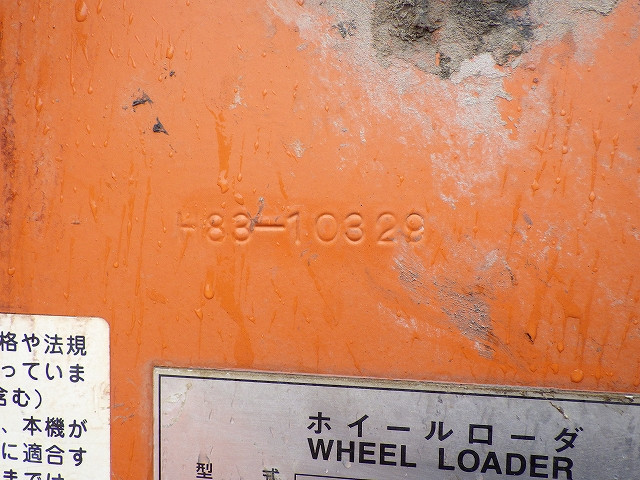 H83-10329
格や法規
っていま
含む)
、本機が
に適合す
ホイールローダ
WHEEL LOADER
型式